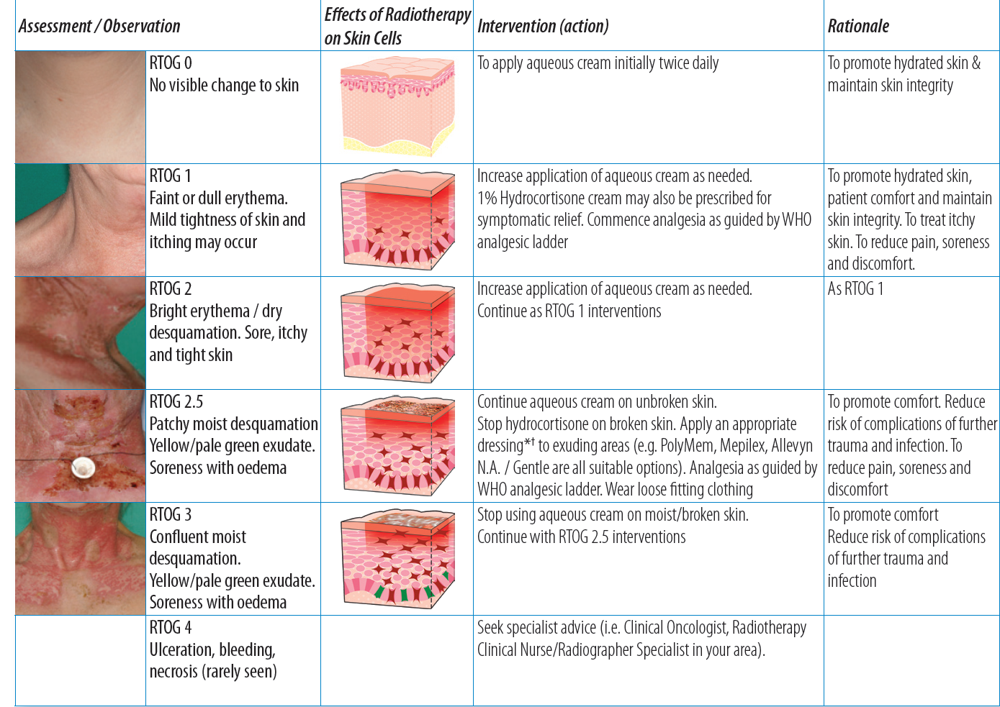 Assessment / Observation
Effects of Radiotherapy
on Skin Cells
Intervention (action)
Rationale
RTOG 0
No visible change to skin
To apply aqueous cream initially twice daily
To promote hydrated skin &
maintain skin integrity
RTOG 1
Faint or dull erythema.
Mild tightness of skin and
itching may occur
Increase application of aqueous cream as needed.
1% Hydrocortisone cream may also be prescribed for
symptomatic relief. Commence analgesia as guided by WHO
analgesic ladder
To promote hydrated skin,
patient comfort and maintain
skin integrity. To treat itchy
skin. To reduce pain, soreness
and discomfort.
RTOG 2
Bright erythema / dry
desquamation. Sore, itchy
and tight skin
Increase application of aqueous cream as needed.
Continue as RTOG 1 interventions
As RTOG 1
RTOG 2.5
Patchy moist desquamation
Yellow/pale green exudate.
Soreness with oedema
Continue aqueous cream on unbroken skin.
Stop hydrocortisone on broken skin. Apply an appropriate
dressing*† to exuding areas (e.g. PolyMem, Mepilex, Allevyn
N.A. / Gentle are all suitable options). Analgesia as guided by
WHO analgesic ladder. Wear loose fitting clothing
To promote comfort. Reduce
risk of complications of further
trauma and infection. To
reduce pain, soreness and
discomfort
RTOG 3
Confluent moist
desquamation.
Yellow/pale green exudate.
Soreness with oedema
Stop using aqueous cream on moist/broken skin.
Continue with RTOG 2.5 interventions
To promote comfort
Reduce risk of complications
of further trauma and
infection
RTOG 4
Ulceration, bleeding,
necrosis (rarely seen)
Seek specialist advice (i.e. Clinical Oncologist, Radiotherapy
Clinical Nurse/Radiographer Specialist in your area).